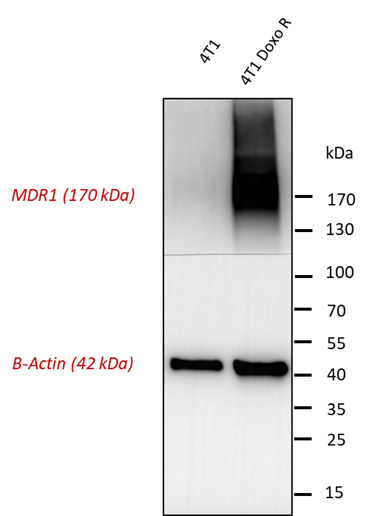 4T1
4T1 Doxo R
kDa
MDR1 (170 kDa)
170
130
100
70
55
B-Actin (42 kDa)
40
35
25
15